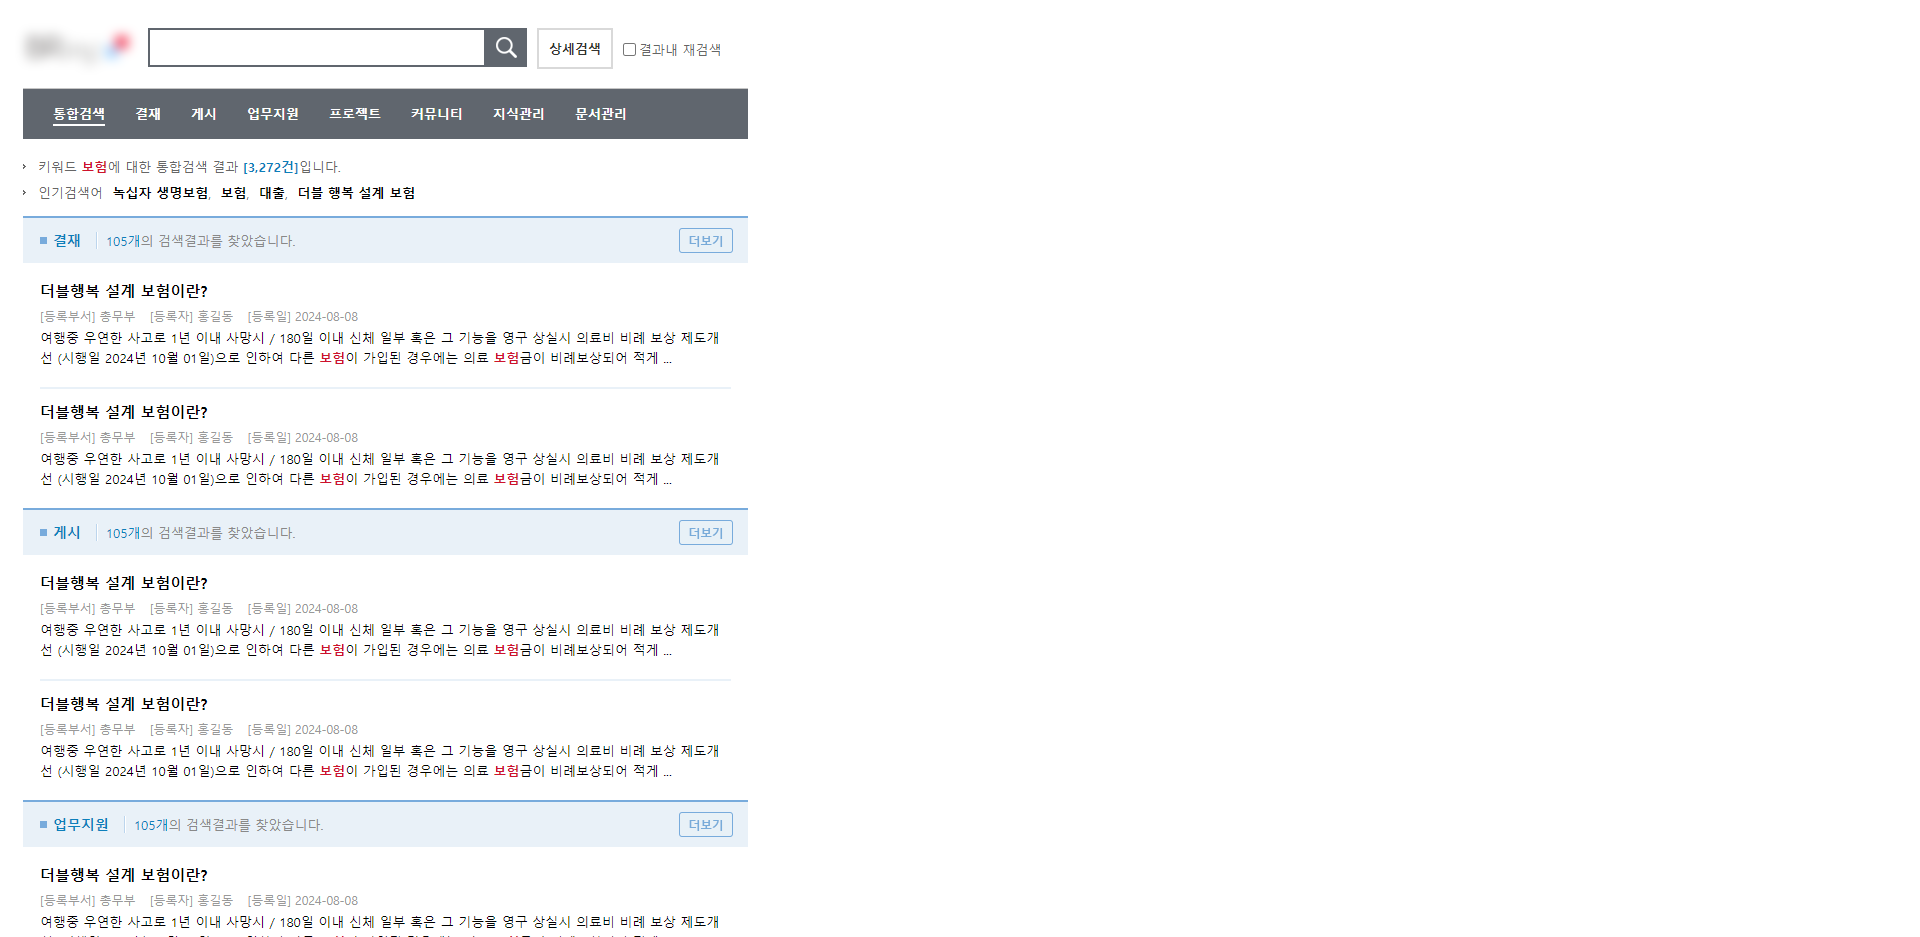 상세검색 결과내 재검색
통합검색 결재 게시 업무지원 프로젝트 커뮤니티 지식관리 문서관리
키워드 보험에 대한 통합검색 결과 [3,272건]입니다.
인기검색어 녹십자 생명보험, 보험, 대출, 더블 행복 설계 보험
결재 105개의 검색결과를 찾았습니다. 더보기
더블행복 설계 보험이란?
[등록부서] 총무부 [등록자] 홍길동 [등록일] 2024-08-08
여행중 우연한 사고로 1년 이내 사망시 / 180일 이내 신체 일부 혹은 그 기능을 영구 상실시 의료비 비례 보상 제도개
선 (시행일 2024년 10월 01일)으로 인하여 다른 보험이 가입된 경우에는 의료 보험금이 비례보상되어 적게 ...
더블행복 설계 보험이란?
[등록부서] 총무부 [등록자] 홍길동 [등록일] 2024-08-08
여행중 우연한 사고로 1년 이내 사망시 / 180일 이내 신체 일부 혹은 그 기능을 영구 상실시 의료비 비례 보상 제도개
선 (시행일 2024년 10월 01일)으로 인하여 다른 보험이 가입된 경우에는 의료 보험금이 비례보상되어 적게 ...
게시 105개의 검색결과를 찾았습니다. 더보기
더블행복 설계 보험이란?
[등록부서] 총무부 [등록자] 홍길동 [등록일] 2024-08-08
여행중 우연한 사고로 1년 이내 사망시 / 180일 이내 신체 일부 혹은 그 기능을 영구 상실시 의료비 비례 보상 제도개
선 (시행일 2024년 10월 01일)으로 인하여 다른 보험이 가입된 경우에는 의료 보험금이 비례보상되어 적게 ...
더블행복 설계 보험이란?
[등록부서] 총무부 [등록자] 홍길동 [등록일] 2024-08-08
여행중 우연한 사고로 1년 이내 사망시 / 180일 이내 신체 일부 혹은 그 기능을 영구 상실시 의료비 비례 보상 제도개
선 (시행일 2024년 10월 01일)으로 인하여 다른 보험이 가입된 경우에는 의료 보험금이 비례보상되어 적게 ...
업무지원 105개의 검색결과를 찾았습니다. 더보기
더블행복 설계 보험이란?
[등록부서] 총무부 [등록자] 홍길동 [등록일] 2024-08-08
여행중 우연한 사고로 1년 이내 사망시 / 180일 이내 신체 일부 혹은 그 기능을 영구 상실시 의료비 비례 보상 제도개